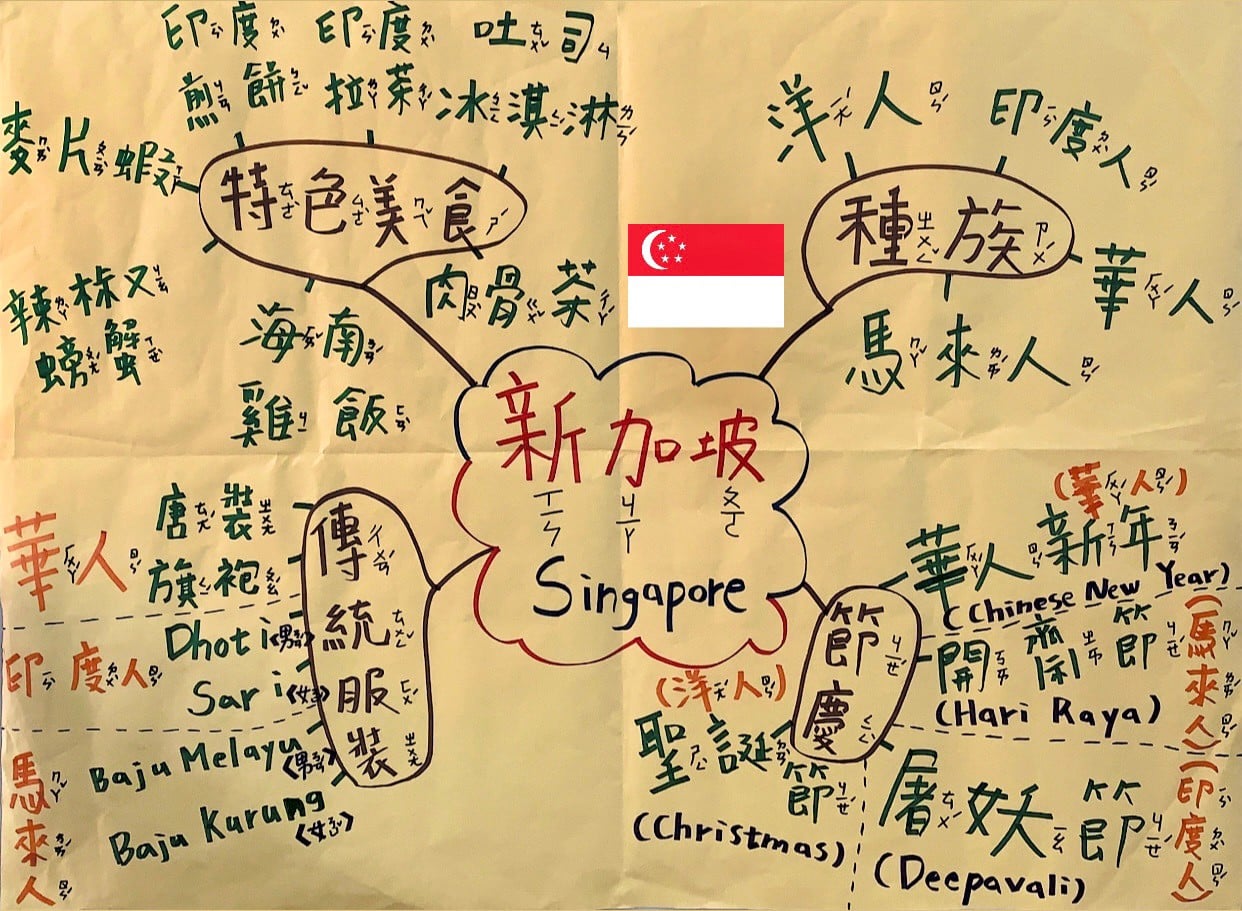 印度 印度 吐司
煎餅 拉茶 冰淇淋
麥片蝦
特色美食
辣椒
螃蟹
海南
雞飯
肉骨茶
洋人
印度人
種族
華人
馬來人
新加坡
ㄒㄧㄣ ㄐㄧㄚ ㄆㄛ
Singapore
傳統服裝
華人
唐裝
旗袍
印度人
Dhoti(男子)
Sari(女子)
馬來人
Baju Melayu
(男子)
Baju Kurung
(女子)
節慶
(華人)
華人新年
(Chinese New Year)
開齋節
(Hari Raya)
(馬來人)
(洋人)
聖誕節
(Christmas)
屠妖節
(Deepavali)
(印度人)